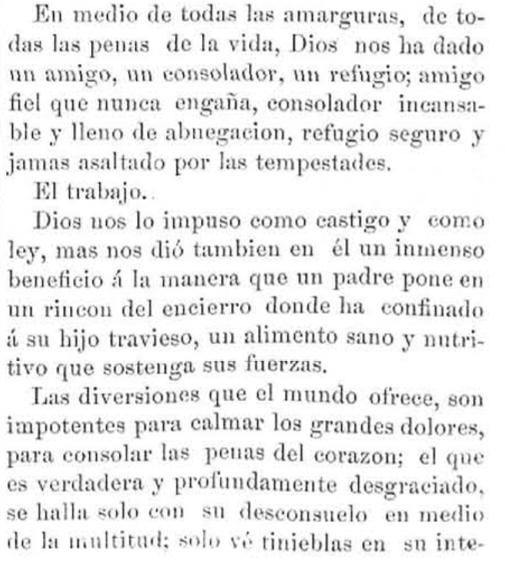 En medio de todas las amarguras, de to-
das las penas de la vida, Dios nos ha dado
un amigo, un consolador, un refugio; amigo
fiel que nunca engaña, consolador incansa-
ble y lleno de abnegacion, refugio seguro y
jamas asaltado por las tempestades.
El trabajo.
Dios nos lo impuso como castigo y como
ley, mas nos dió tambien en él un inmenso
beneficio á la manera que un padre pone en
un rincon del encierro donde ha confinado
á su hijo travieso, un alimento sano y nutri-
tivo que sostenga sus fuerzas.
Las diversiones que el mundo ofrece, son
impotentes para calmar los grandes dolores,
para consolar las penas del corazon; el que
es verdadera y profundamente desgraciado,
se halla solo con su desconsuelo en medio
de la multitud; solo vé tinieblas en su inte-